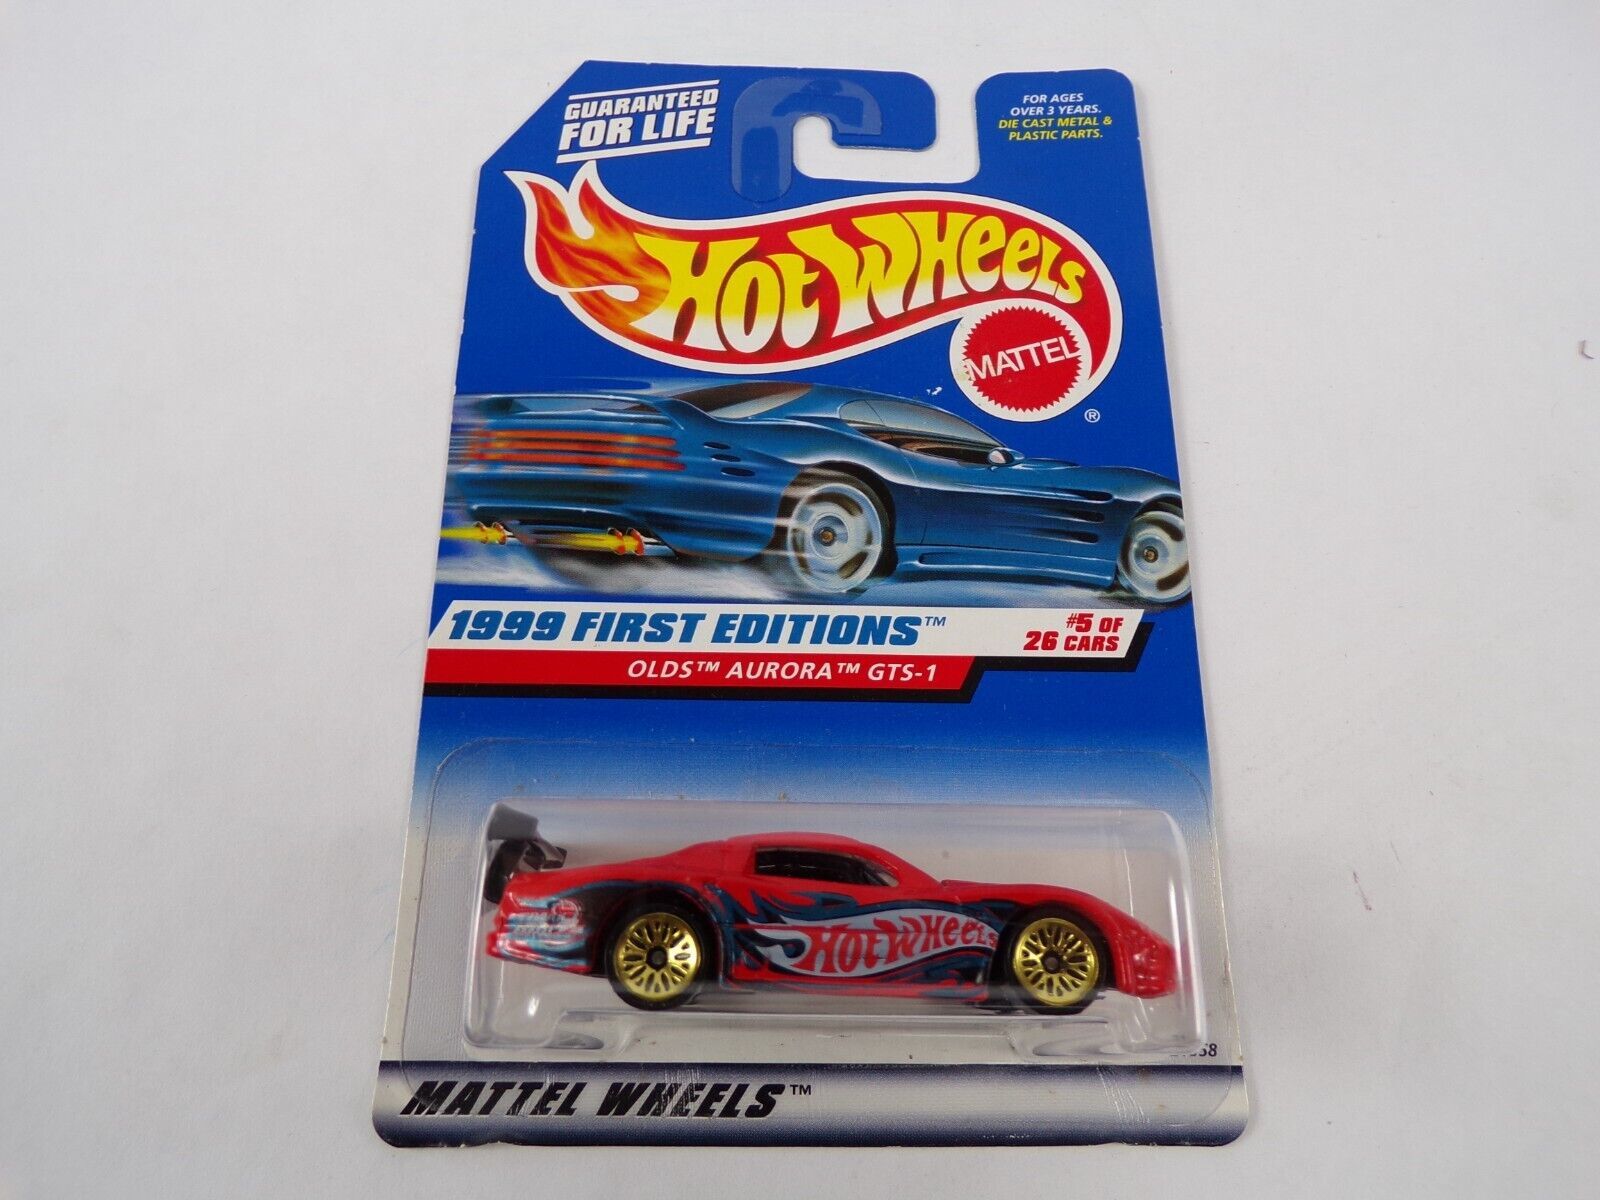 GUARANTEED
FOR LIFE
FOR AGES
OVER 3 YEARS.
DIE CAST METAL &
PLASTIC PARTS.
HOT WHEELS
MATTEL
®
1999 FIRST EDITIONS™
#5 OF
26 CARS
OLDS™ AURORA™ GTS-1
HOT WHEELS
MATTEL WHEELS™